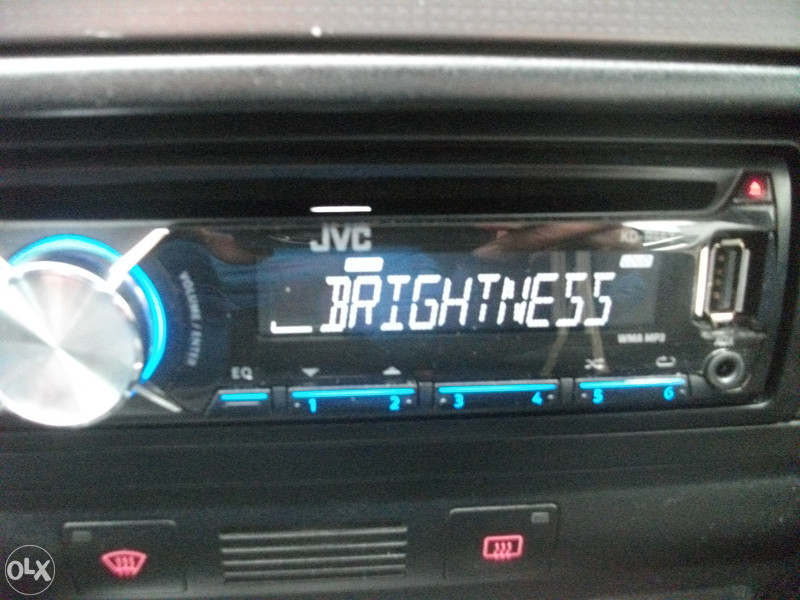 JVC
BRIGHTNESS
VOLUME / ENTER
WMA MP3
EQ
1 2 3 4 5 6
OLX